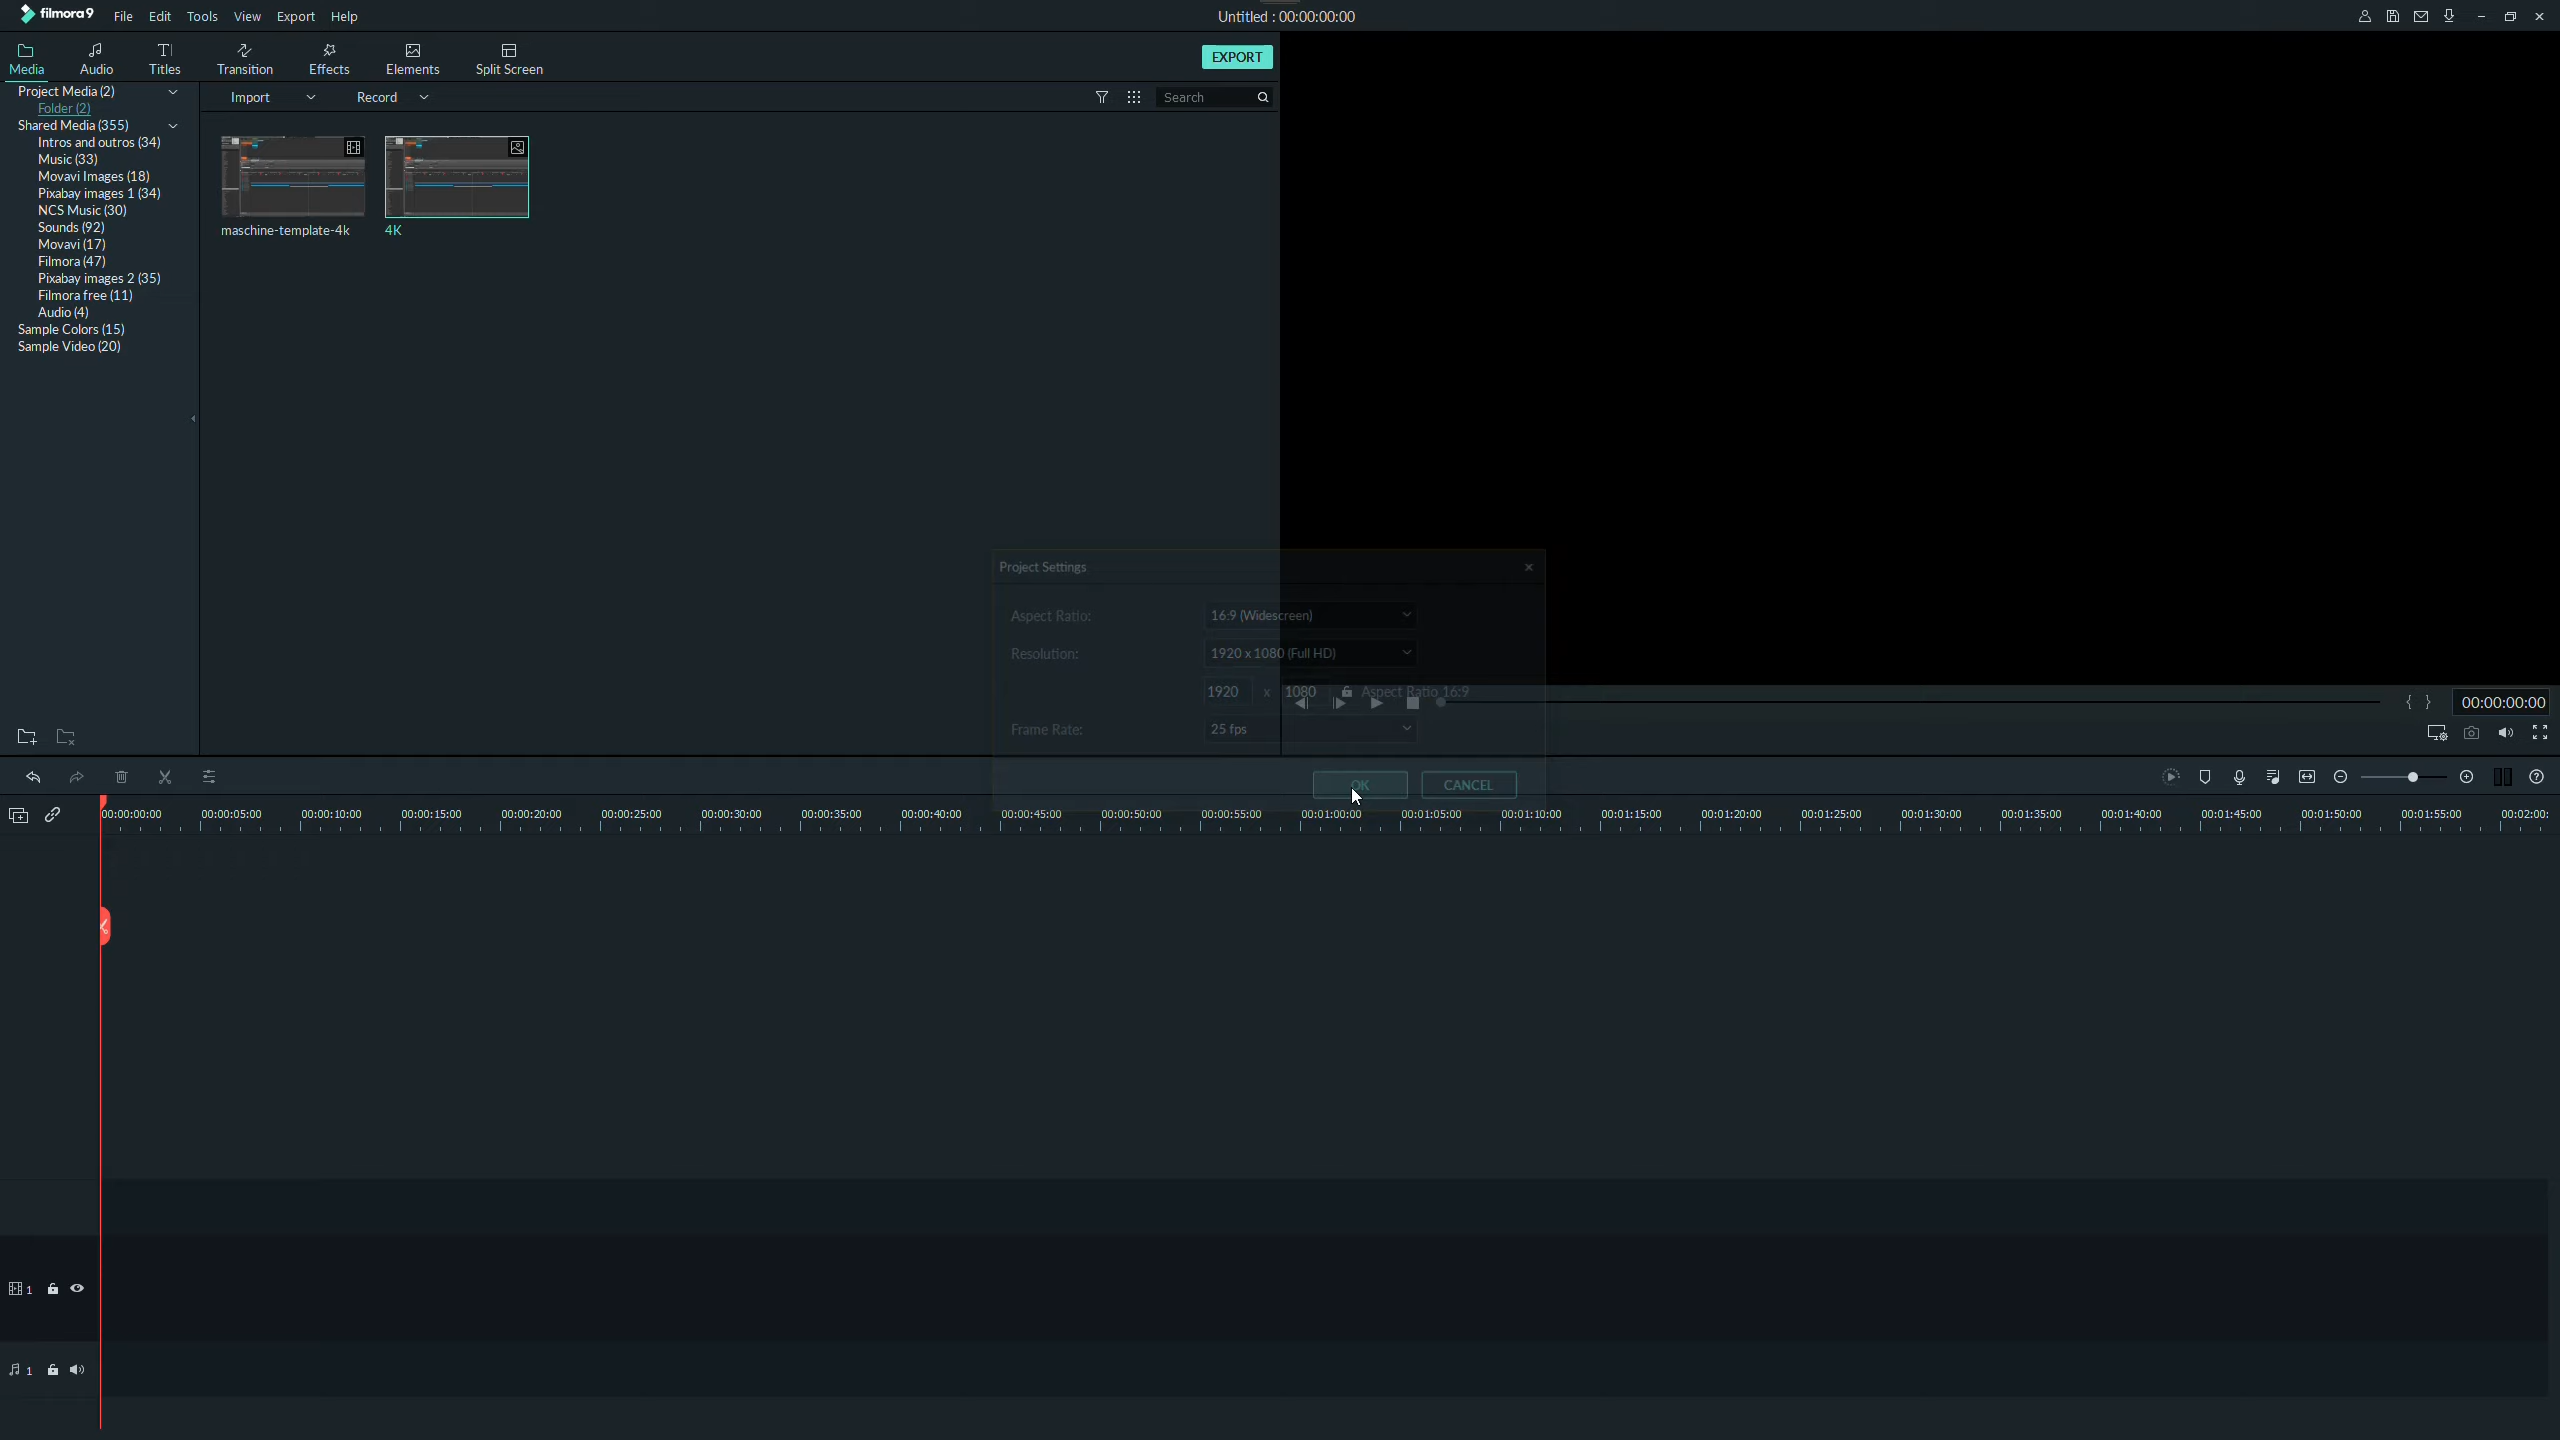 filmora9 File Edit Tools View Export Help
Untitled : 00:00:00:00
Media Audio Titles Transition Effects Elements Split Screen
EXPORT
Project Media (2)
Folder (2)
Shared Media (355)
Intros and outros (34)
Music (33)
Movavi Images (18)
Pixabay images 1 (34)
NCS Music (30)
Sounds (92)
Movavi (17)
Filmora (47)
Pixabay images 2 (35)
Filmora free (11)
Audio (4)
Sample Colors (15)
Sample Video (20)
Import Record Search
maschine-template-4k 4K
Project Settings
Aspect Ratio: 16:9 (Widescreen)
Resolution: 1920 x 1080 (Full HD)
1920 x 1080 Aspect Ratio 16:9
Frame Rate: 25 fps
OK CANCEL
{ } 00:00:00:00
00:00:00:00 00:00:05:00 00:00:10:00 00:00:15:00 00:00:20:00 00:00:25:00 00:00:30:00 00:00:35:00 00:00:40:00 00:00:45:00 00:00:50:00 00:00:55:00 00:01:00:00 00:01:05:00 00:01:10:00 00:01:15:00 00:01:20:00 00:01:25:00 00:01:30:00 00:01:35:00 00:01:40:00 00:01:45:00 00:01:50:00 00:01:55:00 00:02:00:
1
1